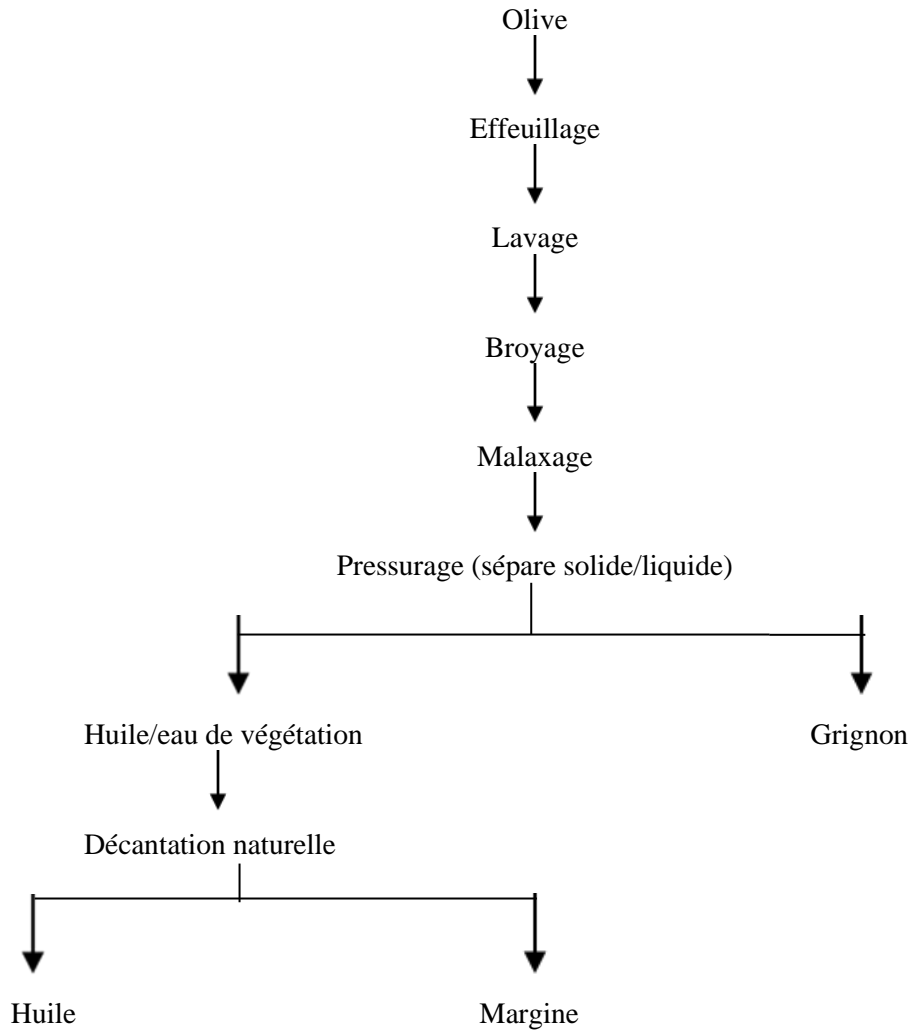 Olive
Effeuillage
Lavage
Broyage
Malaxage
Pressurage (sépare solide/liquide)
Huile/eau de végétation
Grignon
Décantation naturelle
Huile
Margine